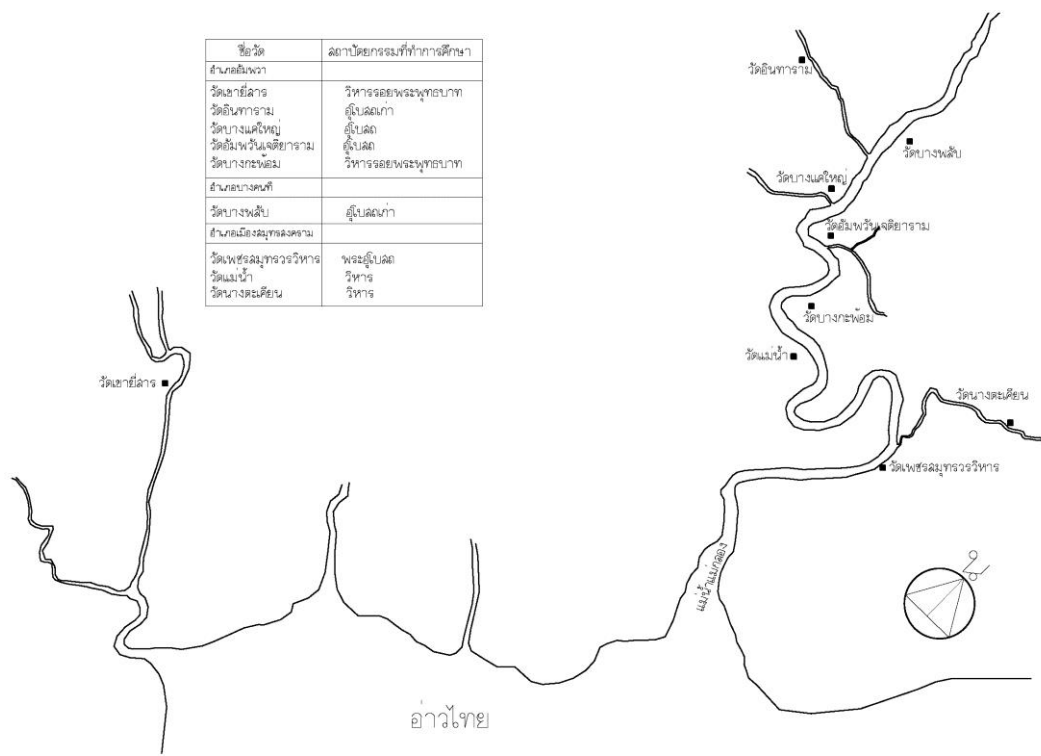 ชื่อวัด สถาปัตยกรรมที่ทำการศึกษา
อำเภออัมพวา
วัดเขายี่สาร วิหารรอยพระพุทธบาท
วัดอินทาราม อุโบสถเก่า
วัดบางแคใหญ่ อุโบสถ
วัดอัมพวันเจติยาราม อุโบสถ
วัดบางกะพ้อม วิหารรอยพระพุทธบาท
อำเภอบางคนที
วัดบางพลับ อุโบสถเก่า
อำเภอเมืองสมุทรสงคราม
วัดเพชรสมุทรวรวิหาร พระอุโบสถ
วัดแม่น้ำ วิหาร
วัดนางตะเคียน วิหาร
วัดอินทาราม
วัดบางพลับ
วัดบางแคใหญ่
วัดอัมพวันเจติยาราม
วัดบางกะพ้อม
วัดแม่น้ำ
วัดเขายี่สาร
วัดนางตะเคียน
วัดเพชรสมุทรวรวิหาร
แม่น้ำแม่กลอง
น
อ่าวไทย